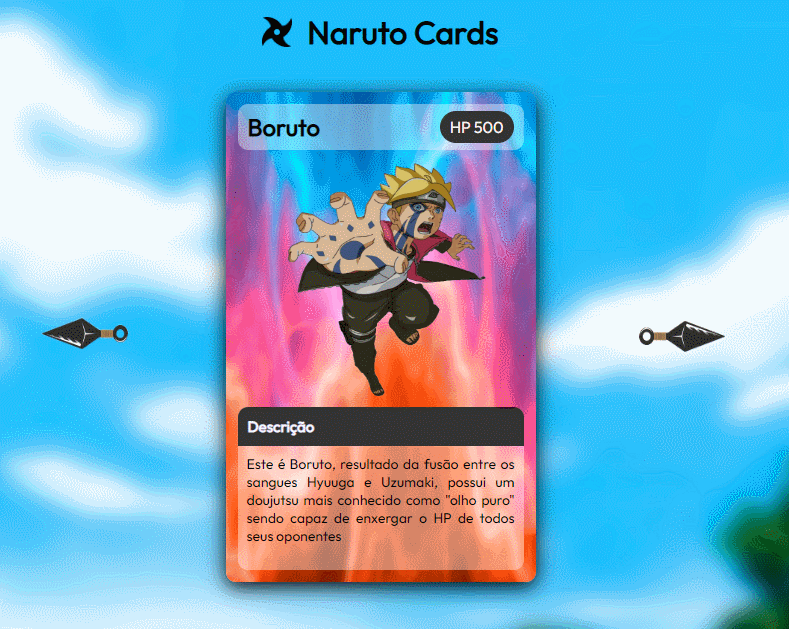 Naruto Cards
Boruto
HP 500
Descrição
Este é Boruto, resultado da fusão entre os
sangues Hyuuga e Uzumaki, possui um
doujutsu mais conhecido como "olho puro"
sendo capaz de enxergar o HP de todos
seus oponentes